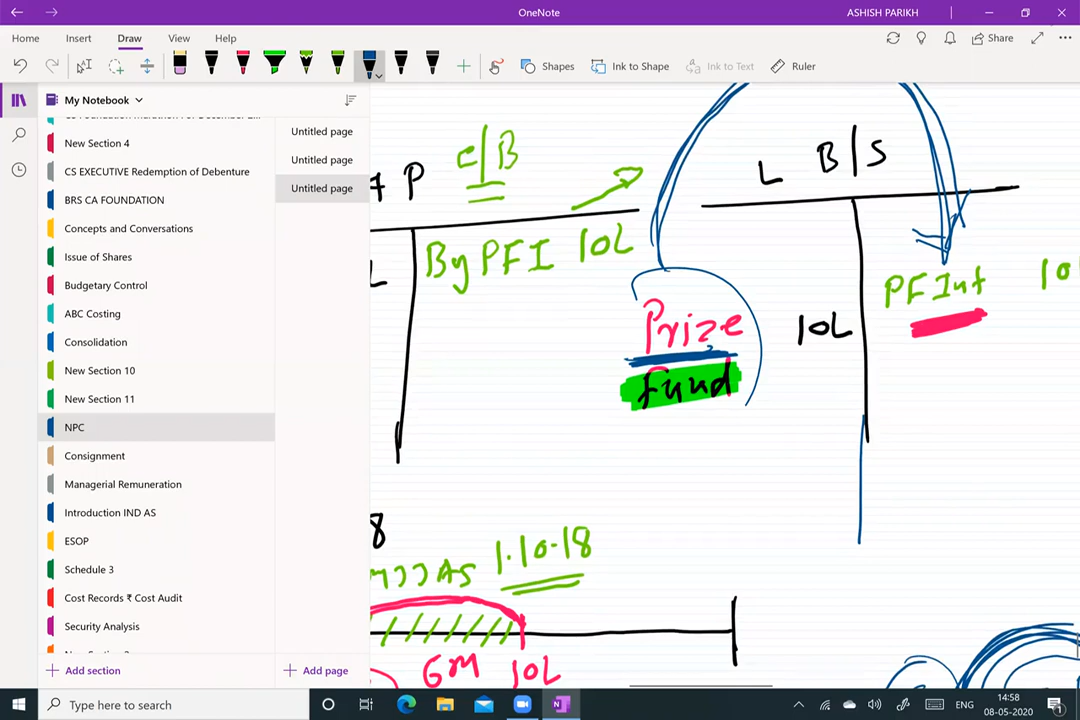 OneNote
ASHISH PARIKH
Home Insert Draw View Help
Share
Shapes
Ink to Shape
Ink to Text
Ruler
My Notebook
New Section 4
CS EXECUTIVE Redemption of Debenture
BRS CA FOUNDATION
Concepts and Conversations
Issue of Shares
Budgetary Control
ABC Costing
Consolidation
New Section 10
New Section 11
NPC
Consignment
Managerial Remuneration
Introduction IND AS
ESOP
Schedule 3
Cost Records ₹ Cost Audit
Security Analysis
Add section
Untitled page
Untitled page
Untitled page
Add page
P C/B
By PFI 10L
L B/S
PF Int 10
Prize
Fund
10L
8
1.10.18
6M 10L
Type here to search
ENG
14:58
08-05-2020